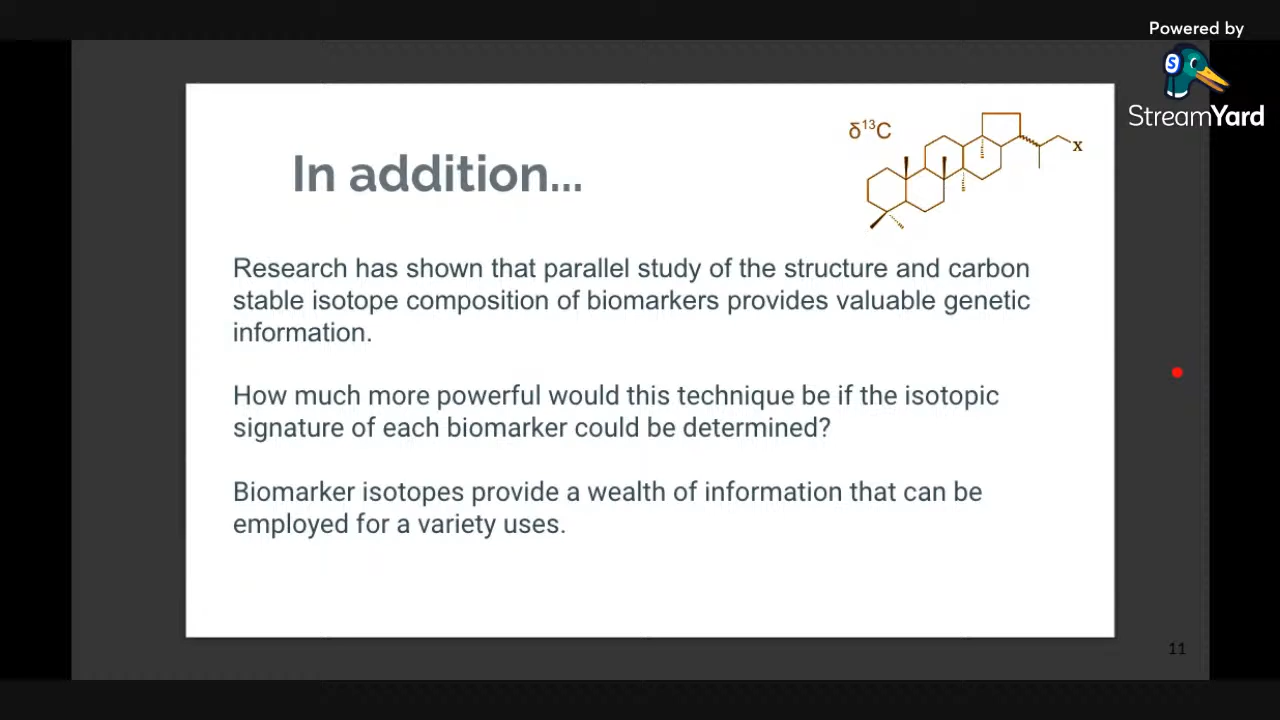 Powered by
StreamYard
δ13C
x
In addition...
Research has shown that parallel study of the structure and carbon
stable isotope composition of biomarkers provides valuable genetic
information.
How much more powerful would this technique be if the isotopic
signature of each biomarker could be determined?
Biomarker isotopes provide a wealth of information that can be
employed for a variety uses.
11